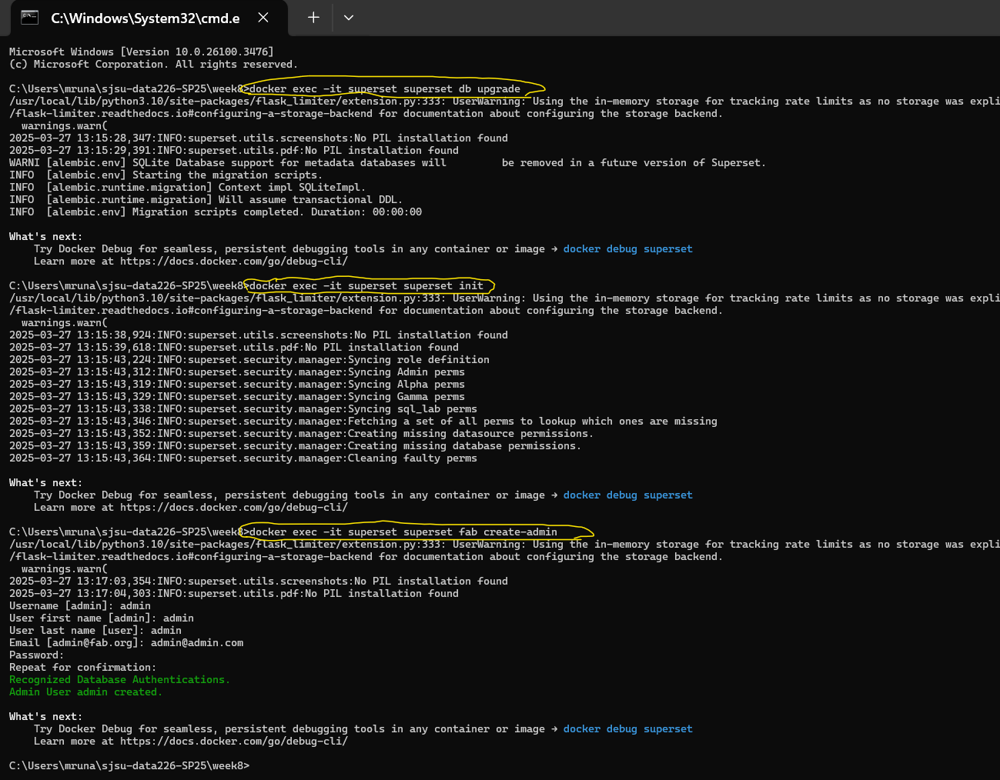 C:\Windows\System32\cmd.e
Microsoft Windows [Version 10.0.26100.3476]
(c) Microsoft Corporation. All rights reserved.
C:\Users\mruna\sjsu-data226-SP25\week8>docker exec -it superset superset db upgrade
/usr/local/lib/python3.10/site-packages/flask_limiter/extension.py:333: UserWarning: Using the in-memory storage for tracking rate limits as no storage was expli
/flask-limiter.readthedocs.io#configuring-a-storage-backend for documentation about configuring the storage backend.
  warnings.warn(
2025-03-27 13:15:28,347:INFO:superset.utils.screenshots:No PIL installation found
2025-03-27 13:15:29,391:INFO:superset.utils.pdf:No PIL installation found
WARNI [alembic.env] SQLite Database support for metadata databases will         be removed in a future version of Superset.
INFO  [alembic.env] Starting the migration scripts.
INFO  [alembic.runtime.migration] Context impl SQLiteImpl.
INFO  [alembic.runtime.migration] Will assume transactional DDL.
INFO  [alembic.env] Migration scripts completed. Duration: 00:00:00
What's next:
    Try Docker Debug for seamless, persistent debugging tools in any container or image → docker debug superset
    Learn more at https://docs.docker.com/go/debug-cli/
C:\Users\mruna\sjsu-data226-SP25\week8>docker exec -it superset superset init
/usr/local/lib/python3.10/site-packages/flask_limiter/extension.py:333: UserWarning: Using the in-memory storage for tracking rate limits as no storage was expli
/flask-limiter.readthedocs.io#configuring-a-storage-backend for documentation about configuring the storage backend.
  warnings.warn(
2025-03-27 13:15:38,924:INFO:superset.utils.screenshots:No PIL installation found
2025-03-27 13:15:39,618:INFO:superset.utils.pdf:No PIL installation found
2025-03-27 13:15:43,224:INFO:superset.security.manager:Syncing role definition
2025-03-27 13:15:43,312:INFO:superset.security.manager:Syncing Admin perms
2025-03-27 13:15:43,319:INFO:superset.security.manager:Syncing Alpha perms
2025-03-27 13:15:43,329:INFO:superset.security.manager:Syncing Gamma perms
2025-03-27 13:15:43,338:INFO:superset.security.manager:Syncing sql_lab perms
2025-03-27 13:15:43,346:INFO:superset.security.manager:Fetching a set of all perms to lookup which ones are missing
2025-03-27 13:15:43,352:INFO:superset.security.manager:Creating missing datasource permissions.
2025-03-27 13:15:43,359:INFO:superset.security.manager:Creating missing database permissions.
2025-03-27 13:15:43,364:INFO:superset.security.manager:Cleaning faulty perms
What's next:
    Try Docker Debug for seamless, persistent debugging tools in any container or image → docker debug superset
    Learn more at https://docs.docker.com/go/debug-cli/
C:\Users\mruna\sjsu-data226-SP25\week8>docker exec -it superset superset fab create-admin
/usr/local/lib/python3.10/site-packages/flask_limiter/extension.py:333: UserWarning: Using the in-memory storage for tracking rate limits as no storage was expli
/flask-limiter.readthedocs.io#configuring-a-storage-backend for documentation about configuring the storage backend.
  warnings.warn(
2025-03-27 13:17:03,354:INFO:superset.utils.screenshots:No PIL installation found
2025-03-27 13:17:04,303:INFO:superset.utils.pdf:No PIL installation found
Username [admin]: admin
User first name [admin]: admin
User last name [user]: admin
Email [admin@fab.org]: admin@admin.com
Password:
Repeat for confirmation:
Recognized Database Authentications.
Admin User admin created.
What's next:
    Try Docker Debug for seamless, persistent debugging tools in any container or image → docker debug superset
    Learn more at https://docs.docker.com/go/debug-cli/
C:\Users\mruna\sjsu-data226-SP25\week8>